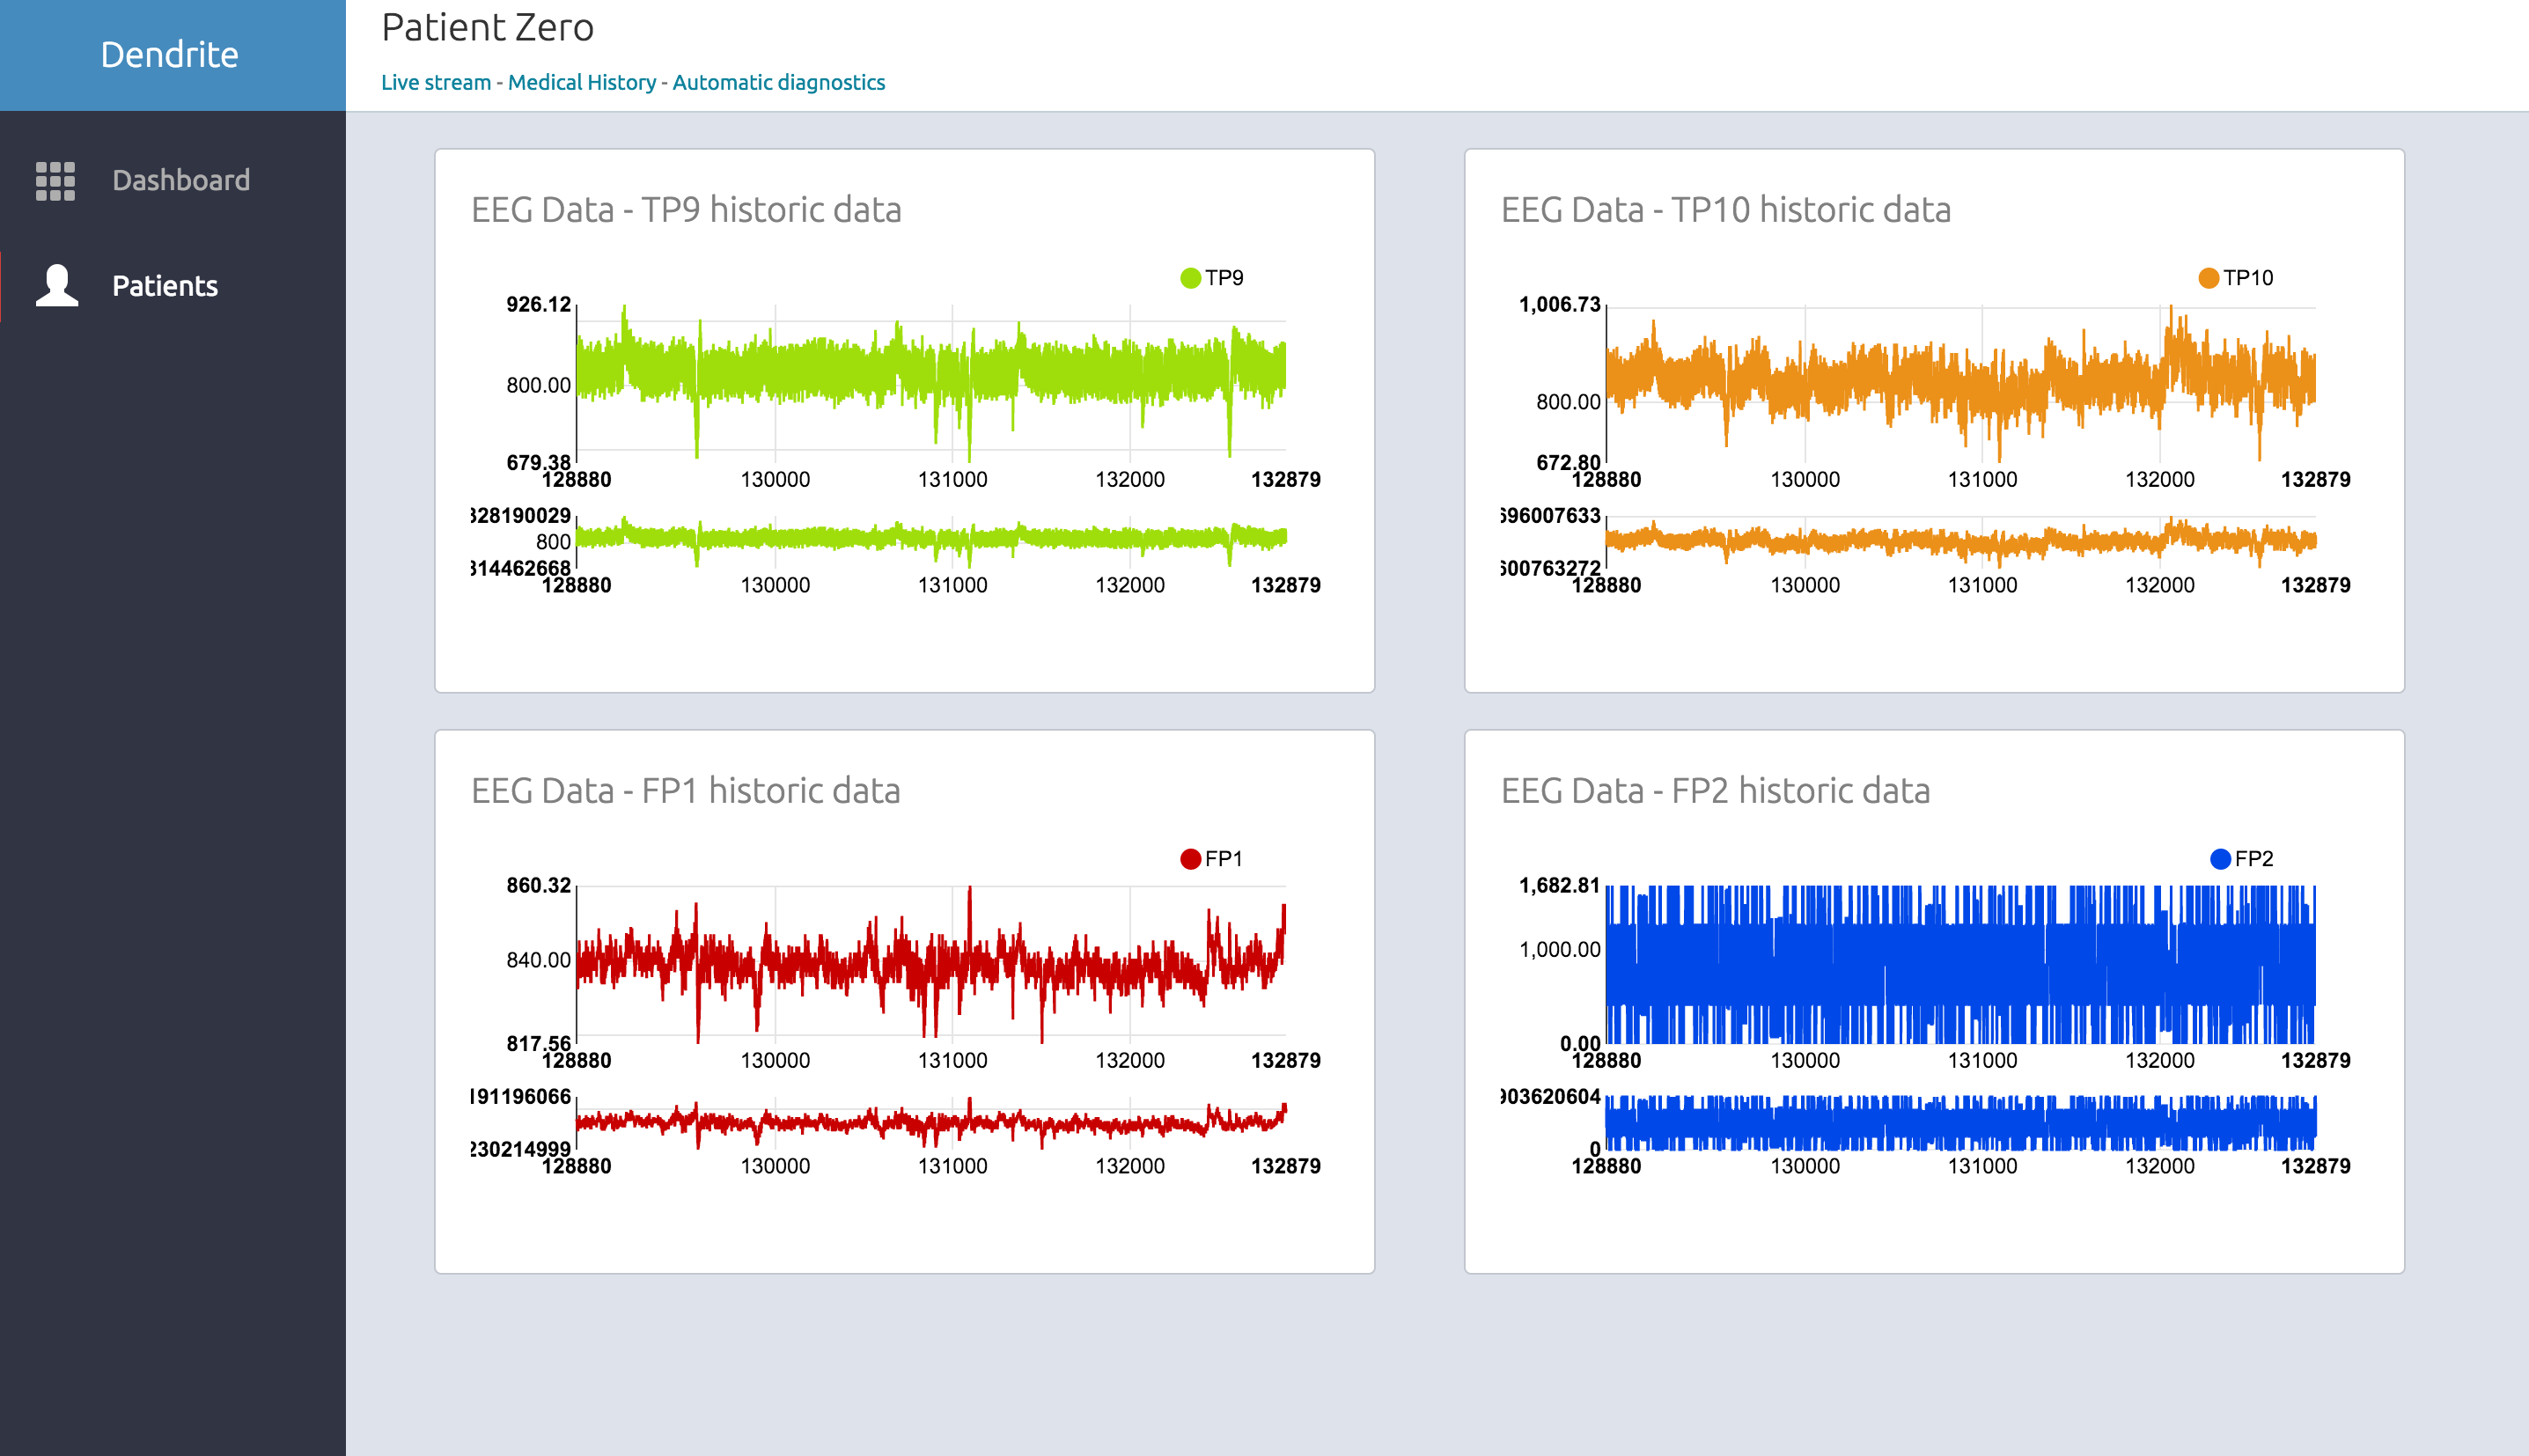 Dendrite
Dashboard
Patients
Patient Zero
Live stream - Medical History - Automatic diagnostics
EEG Data - TP9 historic data
TP9
926.12
800.00
679.38
128880 130000 131000 132000 132879
328190029
800
314462668
128880 130000 131000 132000 132879
EEG Data - TP10 historic data
TP10
1,006.73
800.00
672.80
128880 130000 131000 132000 132879
696007633
600763272
128880 130000 131000 132000 132879
EEG Data - FP1 historic data
FP1
860.32
840.00
817.56
128880 130000 131000 132000 132879
191196066
230214999
128880 130000 131000 132000 132879
EEG Data - FP2 historic data
FP2
1,682.81
1,000.00
0.00
128880 130000 131000 132000 132879
903620604
0
128880 130000 131000 132000 132879